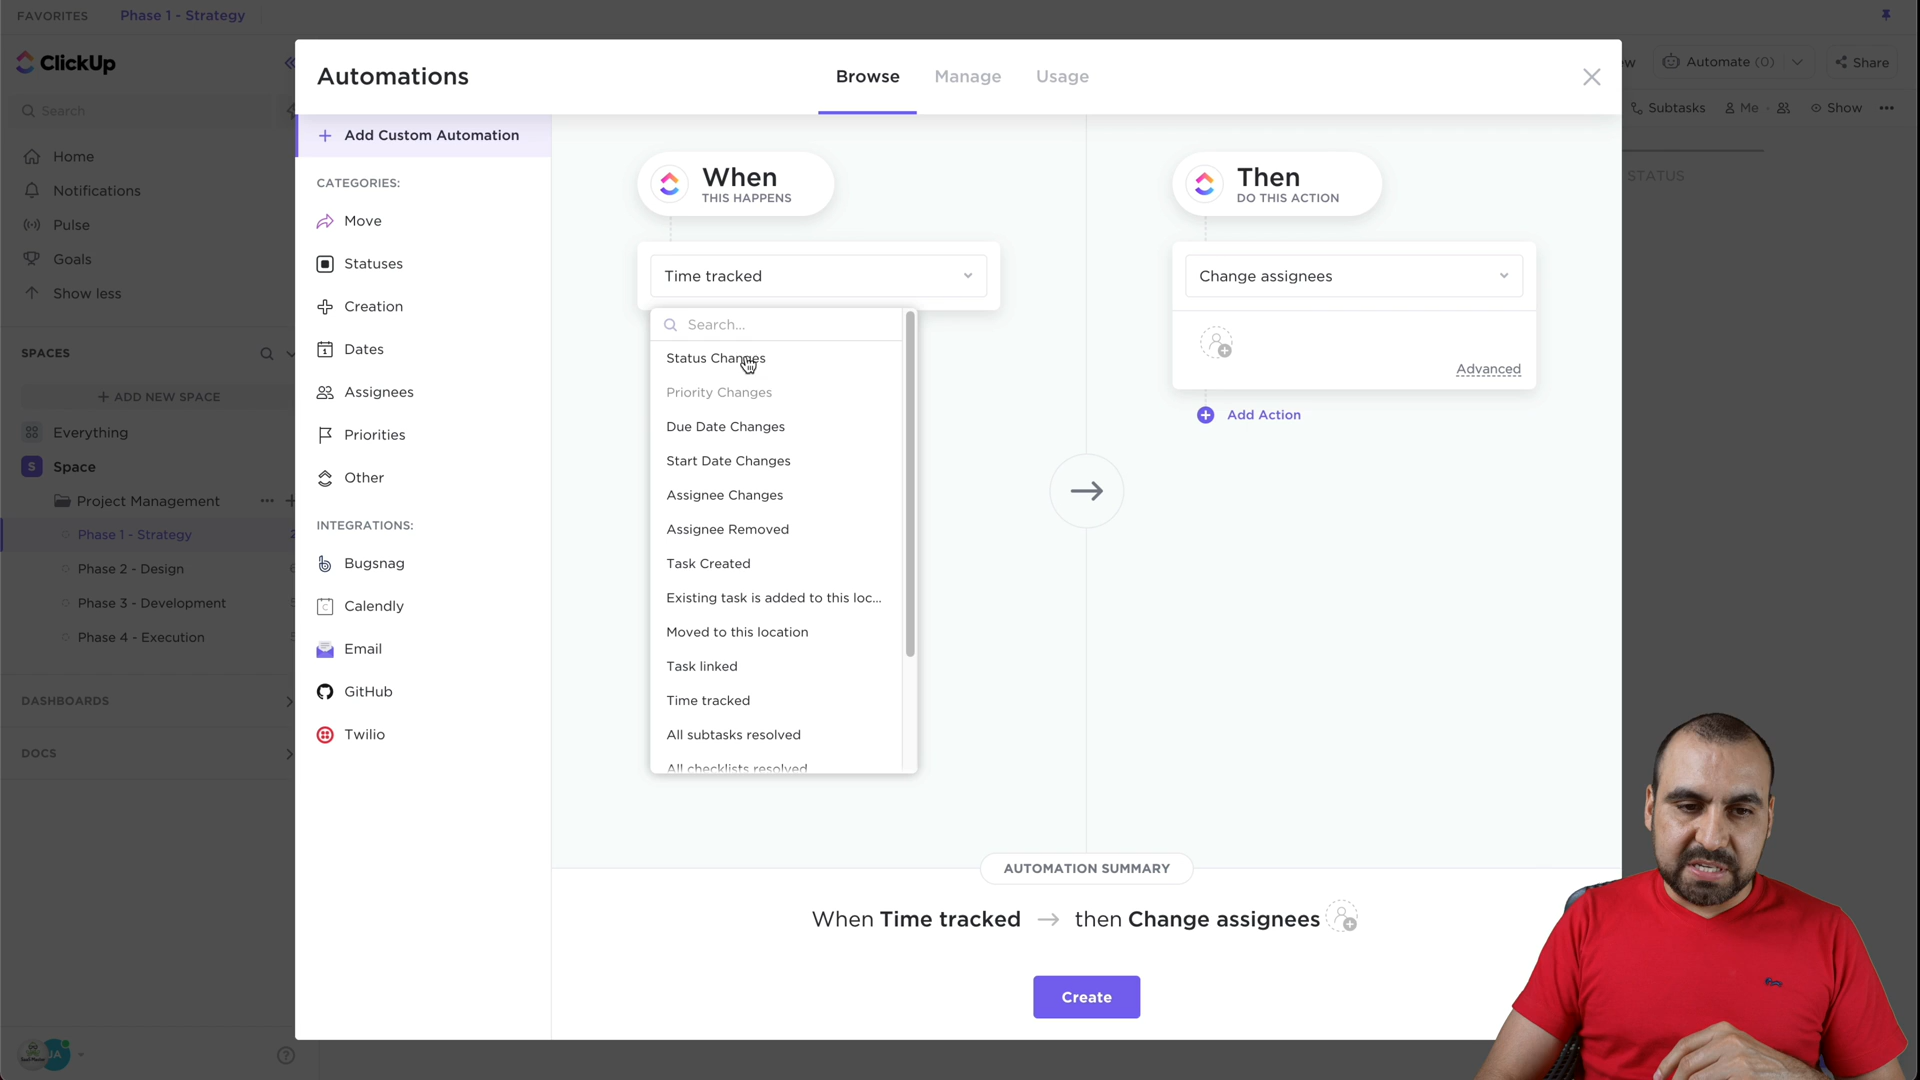 FAVORITES
Phase 1 - Strategy
ClickUp
Search
Home
Notifications
Pulse
Goals
Show less
SPACES
+ ADD NEW SPACE
Everything
S Space
Project Management
Phase 1 - Strategy
Phase 2 - Design
Phase 3 - Development
Phase 4 - Execution
DASHBOARDS
DOCS
JA
Automations
Browse
Manage
Usage
Automate (0)
Share
Subtasks
Me
Show
STATUS
Add Custom Automation
CATEGORIES:
Move
Statuses
Creation
Dates
Assignees
Priorities
Other
INTEGRATIONS:
Bugsnag
Calendly
Email
GitHub
Twilio
When
THIS HAPPENS
Time tracked
Search...
Status Changes
Priority Changes
Due Date Changes
Start Date Changes
Assignee Changes
Assignee Removed
Task Created
Existing task is added to this loc...
Moved to this location
Task linked
Time tracked
All subtasks resolved
All checklists resolved
Then
DO THIS ACTION
Change assignees
Advanced
Add Action
AUTOMATION SUMMARY
When Time tracked → then Change assignees
Create